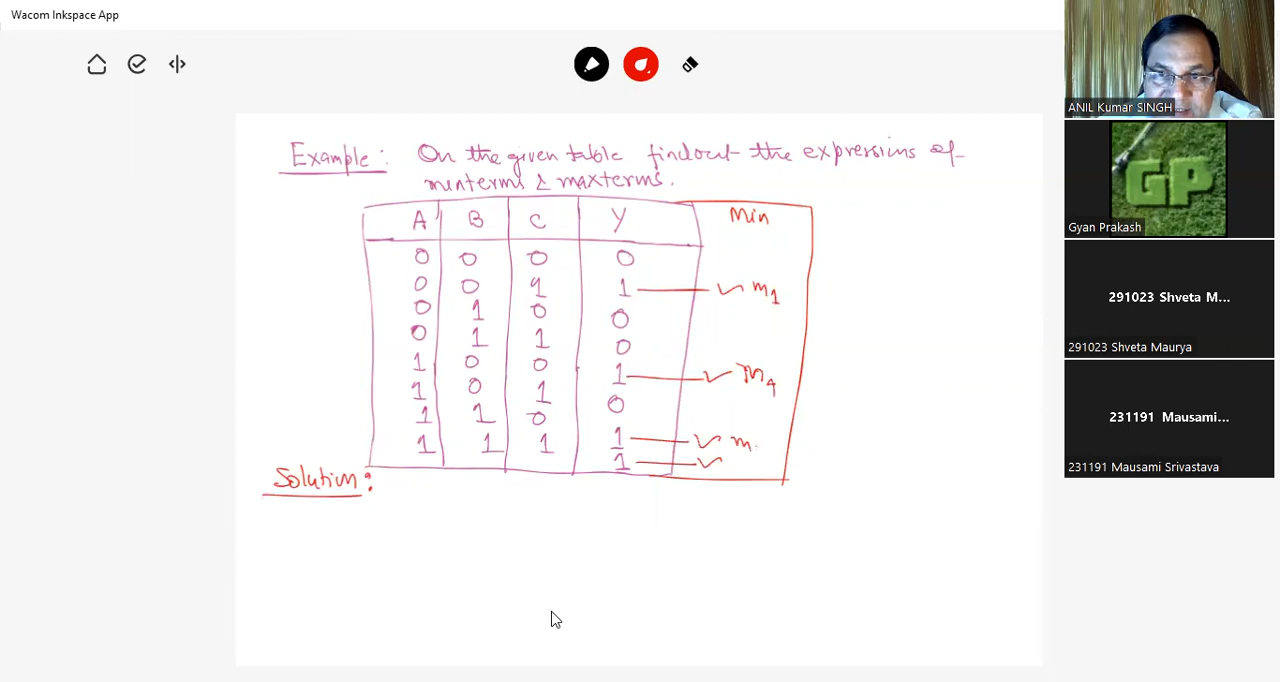 Wacom Inkspace App
Example: On the given table findout the expressions of
minterms & maxterms.
A B C Y Min
0 0 0 0
0 0 1 1 m1
0 1 0 0
0 1 1 0
1 0 0 1 m4
1 0 1 0
1 1 0 1 m
1 1 1 1
Solution:
ANIL Kumar SINGH ...
GP
Gyan Prakash
291023 Shveta M...
291023 Shveta Maurya
231191 Mausami...
231191 Mausami Srivastava